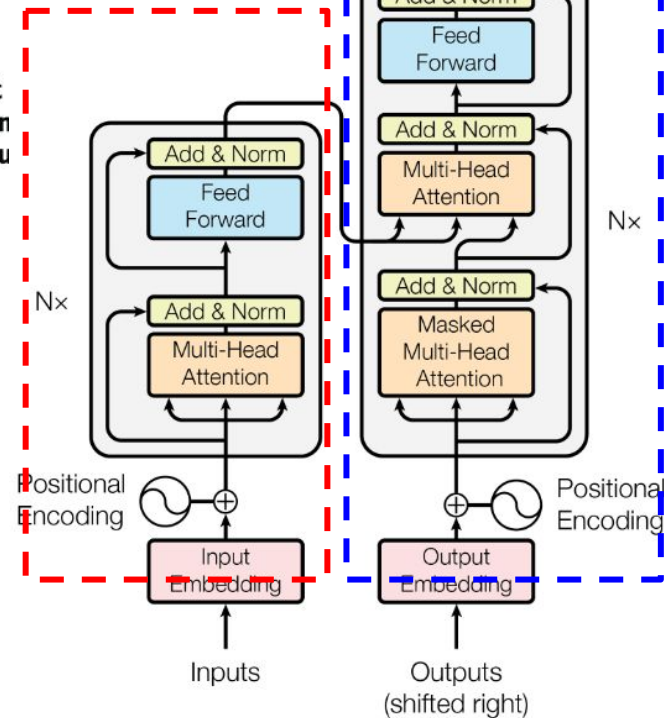 Add & Norm
Feed
Forward
Add & Norm
Multi-Head
Attention
Nx
Add & Norm
Masked
Multi-Head
Attention
Add & Norm
Feed
Forward
Nx
Add & Norm
Multi-Head
Attention
Positional
Encoding
Positional
Encoding
Input
Embedding
Output
Embedding
Inputs
Outputs
(shifted right)